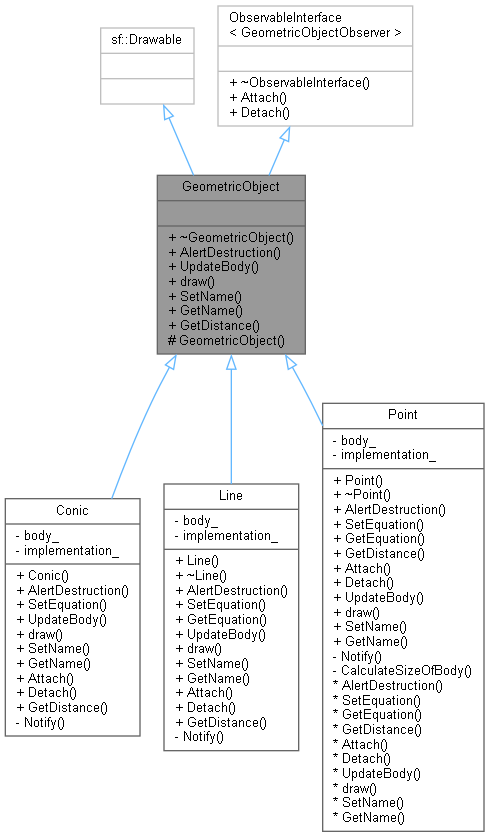 sf::Drawable
ObservableInterface
< GeometricObjectObserver >
+ ~ObservableInterface()
+ Attach()
+ Detach()
GeometricObject
+ ~GeometricObject()
+ AlertDestruction()
+ UpdateBody()
+ draw()
+ SetName()
+ GetName()
+ GetDistance()
# GeometricObject()
Conic
- body_
- implementation_
+ Conic()
+ AlertDestruction()
+ SetEquation()
+ UpdateBody()
+ draw()
+ SetName()
+ GetName()
+ Attach()
+ Detach()
+ GetDistance()
- Notify()
Line
- body_
- implementation_
+ Line()
+ ~Line()
+ AlertDestruction()
+ SetEquation()
+ GetEquation()
+ UpdateBody()
+ draw()
+ SetName()
+ GetName()
+ Attach()
+ Detach()
+ GetDistance()
- Notify()
Point
- body_
- implementation_
+ Point()
+ ~Point()
+ AlertDestruction()
+ SetEquation()
+ GetEquation()
+ GetDistance()
+ Attach()
+ Detach()
+ UpdateBody()
+ draw()
+ SetName()
+ GetName()
- Notify()
- CalculateSizeOfBody()
* AlertDestruction()
* SetEquation()
* GetEquation()
* GetDistance()
* Attach()
* Detach()
* UpdateBody()
* draw()
* SetName()
* GetName()